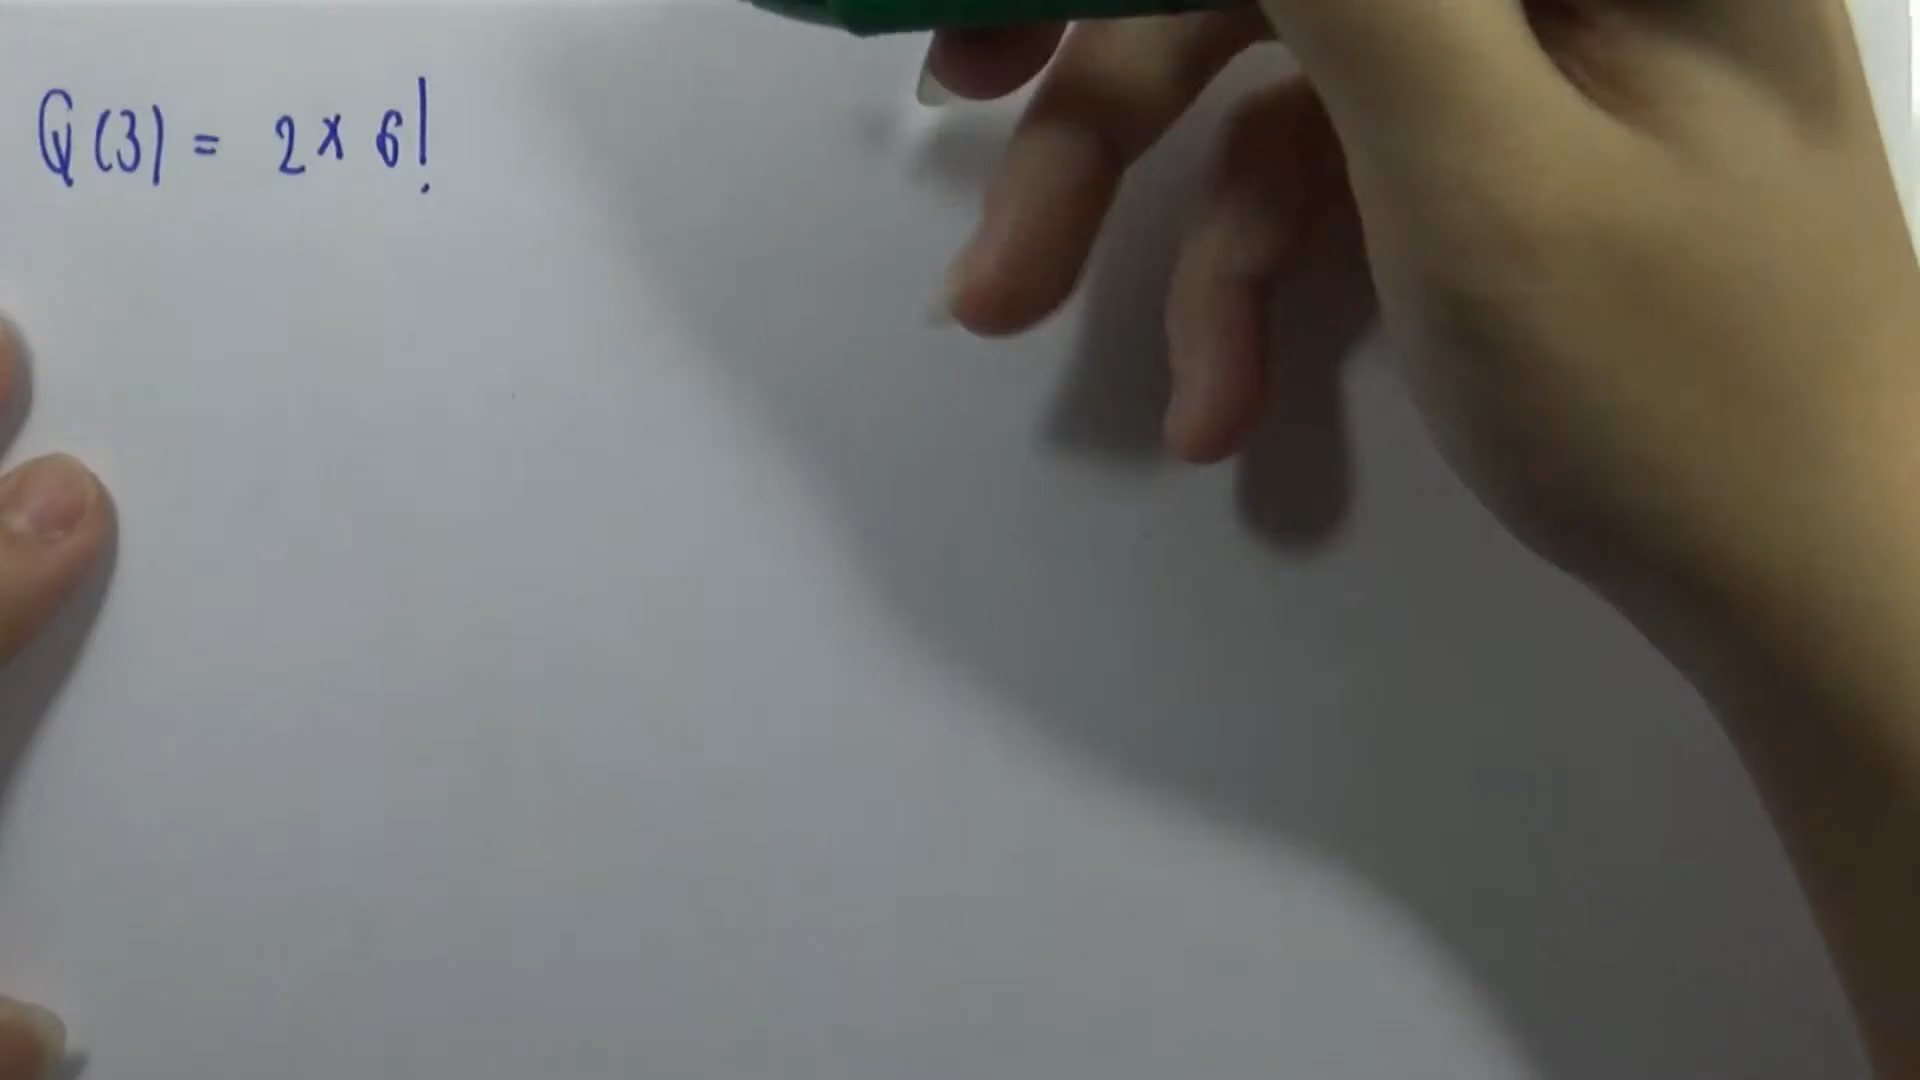 Q(3) = 2 × 6!